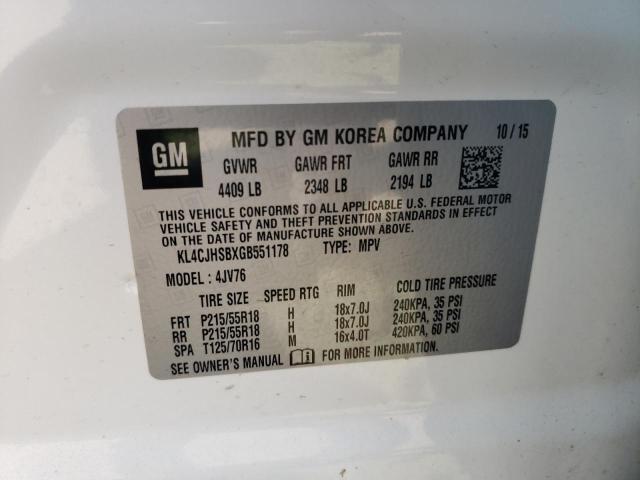 GM MFD BY GM KOREA COMPANY 10/15
GVWR GAWR FRT GAWR RR
4409 LB 2348 LB 2194 LB
THIS VEHICLE CONFORMS TO ALL APPLICABLE U.S. FEDERAL MOTOR
VEHICLE SAFETY AND THEFT PREVENTION STANDARDS IN EFFECT
ON THE DATE OF MANUFACTURE SHOWN ABOVE.
KL4CJHSBXGB551178 TYPE: MPV
MODEL: 4JV76
TIRE SIZE SPEED RTG RIM COLD TIRE PRESSURE
FRT P215/55R18 H 18x7.0J 240KPA, 35 PSI
RR P215/55R18 H 18x7.0J 240KPA, 35 PSI
SPA T125/70R16 M 16x4.0T 420KPA, 60 PSI
SEE OWNER'S MANUAL FOR MORE INFORMATION.